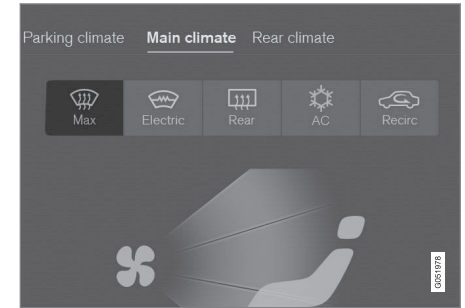 Parking climate Main climate Rear climate
Max Electric Rear AC Recirc
G051978